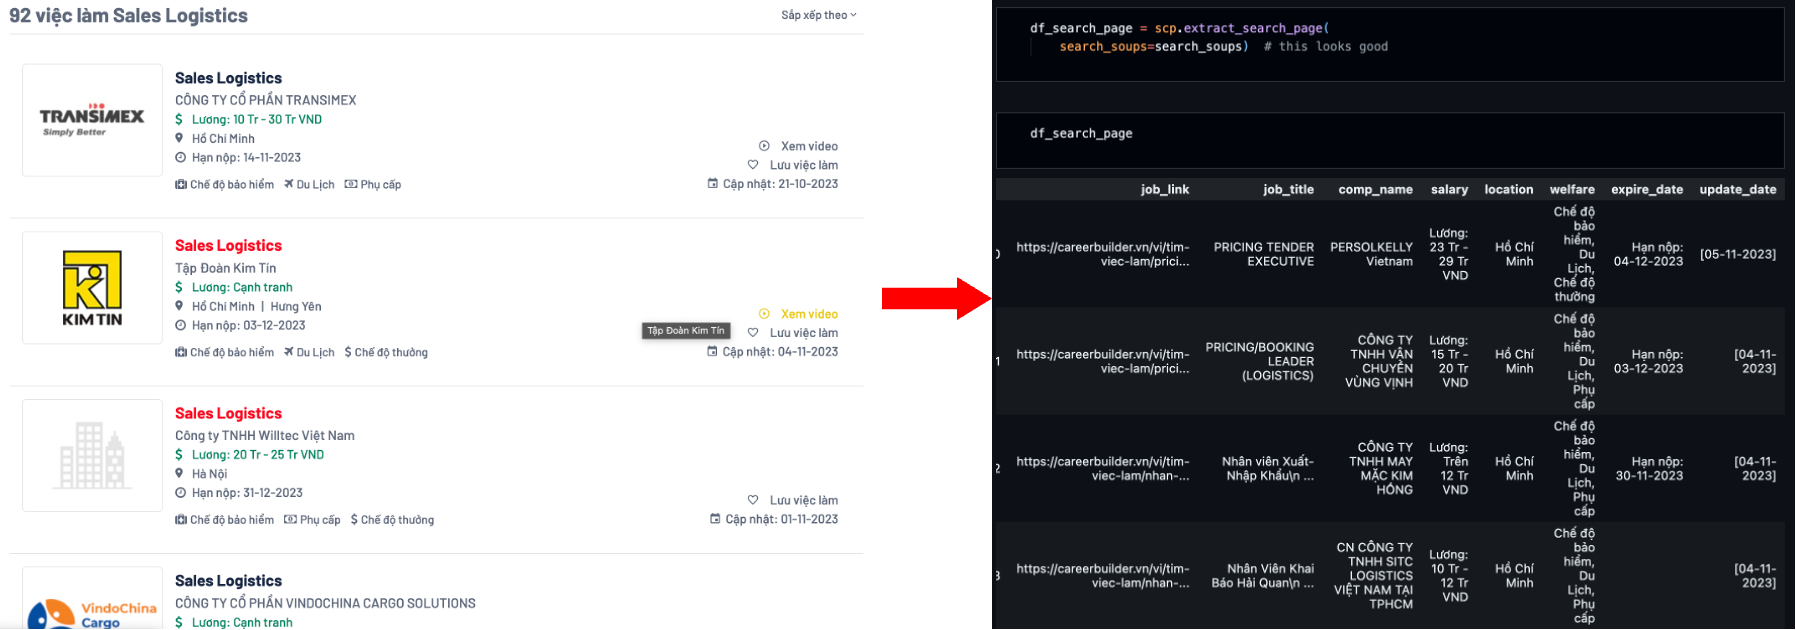 92 việc làm Sales Logistics
Sắp xếp theo
TRANSIMEX
Simply Better
Sales Logistics
CÔNG TY CỔ PHẦN TRANSIMEX
$ Lương: 10 Tr - 30 Tr VND
Hồ Chí Minh
Hạn nộp: 14-11-2023
Chế độ bảo hiểm Du Lịch Phụ cấp
Xem video
Lưu việc làm
Cập nhật: 21-10-2023
KIM TIN
Sales Logistics
Tập Đoàn Kim Tín
$ Lương: Cạnh tranh
Hồ Chí Minh | Hưng Yên
Hạn nộp: 03-12-2023
Chế độ bảo hiểm Du Lịch $ Chế độ thưởng
Tập Đoàn Kim Tín
Xem video
Lưu việc làm
Cập nhật: 04-11-2023
Sales Logistics
Công ty TNHH Willtec Việt Nam
$ Lương: 20 Tr - 25 Tr VND
Hà Nội
Hạn nộp: 31-12-2023
Chế độ bảo hiểm Phụ cấp $ Chế độ thưởng
Lưu việc làm
Cập nhật: 01-11-2023
VindoChina
Cargo
Sales Logistics
CÔNG TY CỔ PHẦN VINDOCHINA CARGO SOLUTIONS
$ Lương: Cạnh tranh
df_search_page = scp.extract_search_page(
search_soups=search_soups) # this looks good
df_search_page
job_link job_title comp_name salary location welfare expire_date update_date
0
https://careerbuilder.vn/vi/tim-
viec-lam/prici...
PRICING TENDER
EXECUTIVE
PERSOLKELLY
Vietnam
Lương:
23 Tr -
29 Tr
VND
Hồ Chí
Minh
Chế độ
bảo
hiểm,
Du
Lịch,
Chế độ
thưởng
Hạn nộp:
04-12-2023
[05-11-2023]
1
https://careerbuilder.vn/vi/tim-
viec-lam/prici...
PRICING/BOOKING
LEADER
(LOGISTICS)
CÔNG TY
TNHH VẬN
CHUYỂN
VÙNG VỊNH
Lương:
15 Tr -
20 Tr
VND
Hồ Chí
Minh
Chế độ
bảo
hiểm,
Du
Lịch,
Phụ
cấp
Hạn nộp:
03-12-2023
[04-11-
2023]
2
https://careerbuilder.vn/vi/tim-
viec-lam/nhan-...
Nhân viên Xuất-
Nhập Khẩu\n ...
CÔNG TY
TNHH MAY
MẶC KIM
HỒNG
Lương:
Trên
12 Tr
VND
Hồ Chí
Minh
Chế độ
bảo
hiểm,
Du
Lịch,
Phụ
cấp
Hạn nộp:
30-11-2023
[04-11-
2023]
3
https://careerbuilder.vn/vi/tim-
viec-lam/nhan-...
Nhân Viên Khai
Báo Hải Quan\n ...
CN CÔNG TY
TNHH SITC
LOGISTICS
VIỆT NAM TẠI
TPHCM
Lương:
10 Tr -
12 Tr
VND
Hồ Chí
Minh
Chế độ
bảo
hiểm,
Du
Lịch,
Phụ
cấp
[04-11-
2023]